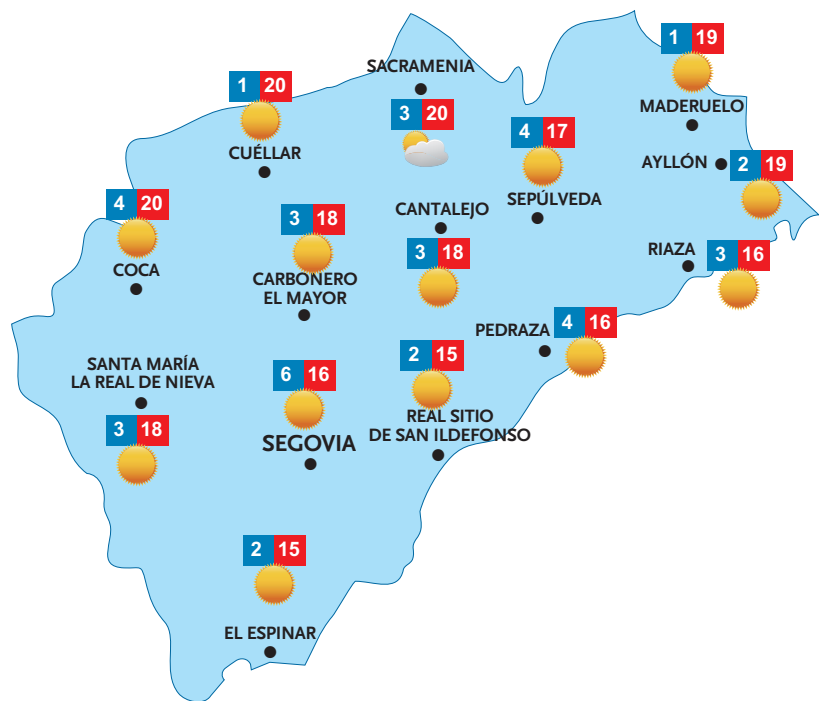 1 19
SACRAMENIA
1 20
MADERUELO
3 20
4 17
CUÉLLAR
AYLLÓN
2 19
4 20
SEPÚLVEDA
CANTALEJO
3 18
COCA
CARBONERO
EL MAYOR
3 18
RIAZA
3 16
PEDRAZA
4 16
SANTA MARÍA
LA REAL DE NIEVA
2 15
6 16
REAL SITIO
DE SAN ILDEFONSO
3 18
SEGOVIA
2 15
EL ESPINAR